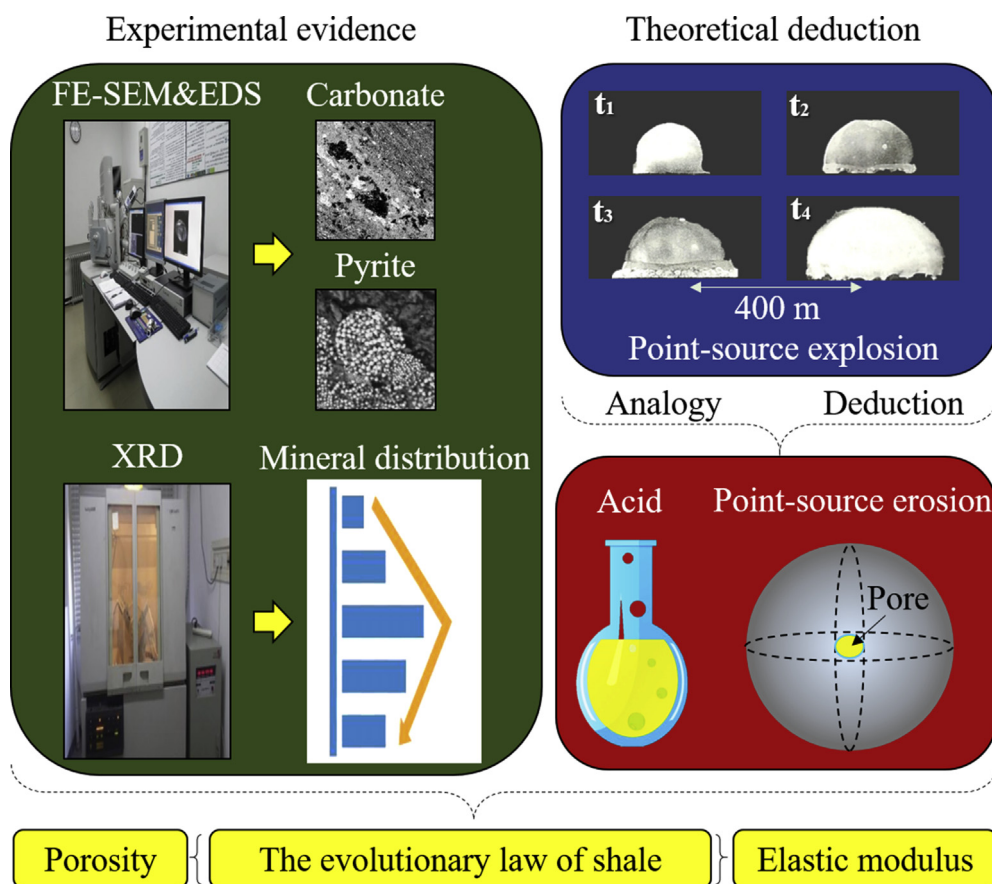 Experimental evidence
FE-SEM&EDS
Carbonate
Pyrite
XRD
Mineral distribution
Theoretical deduction
t₁
t₂
t₃
t₄
400 m
Point-source explosion
Analogy
Deduction
Acid
Point-source erosion
Pore
Porosity
The evolutionary law of shale
Elastic modulus